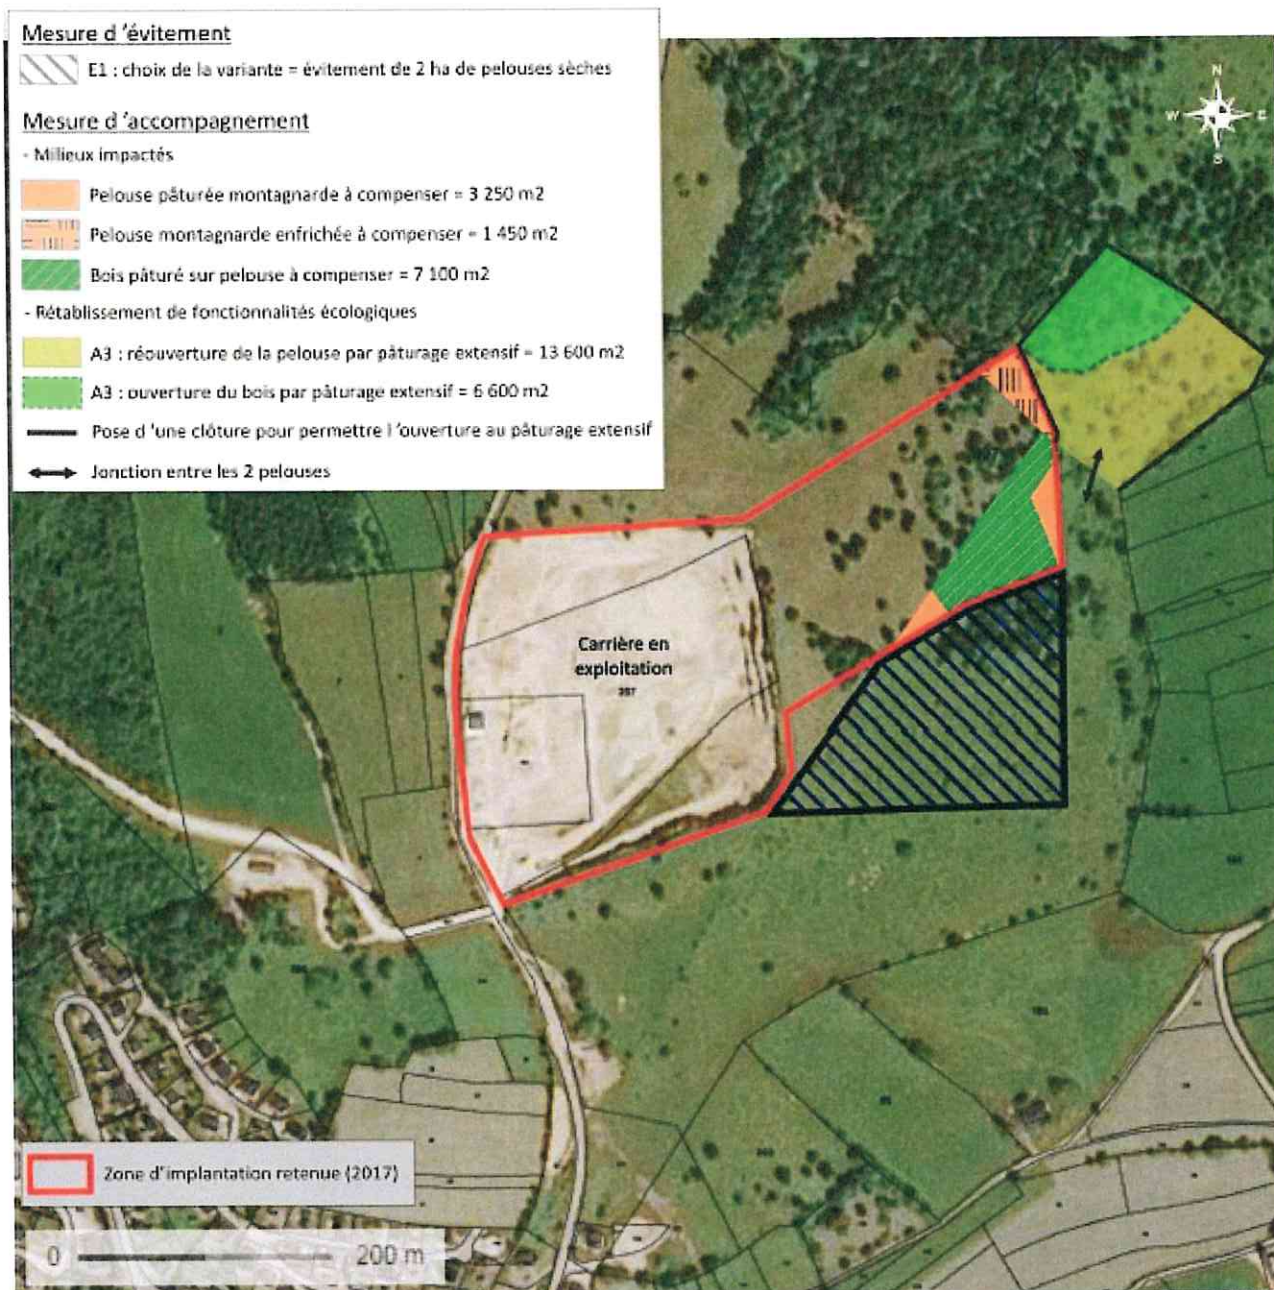 Mesure d 'évitement
E1 : choix de la variante = évitement de 2 ha de pelouses sèches
Mesure d 'accompagnement
- Milieux impactés
Pelouse pâturée montagnarde à compenser = 3 250 m2
Pelouse montagnarde enfrichée à compenser = 1 450 m2
Bois pâturé sur pelouse à compenser = 7 100 m2
- Rétablissement de fonctionnalités écologiques
A3 : réouverture de la pelouse par pâturage extensif = 13 600 m2
A3 : ouverture du bois par pâturage extensif = 6 600 m2
Pose d 'une clôture pour permettre l 'ouverture au pâturage extensif
Jonction entre les 2 pelouses
N
W E
S
Carrière en
exploitation
Zone d'implantation retenue (2017)
0 200 m